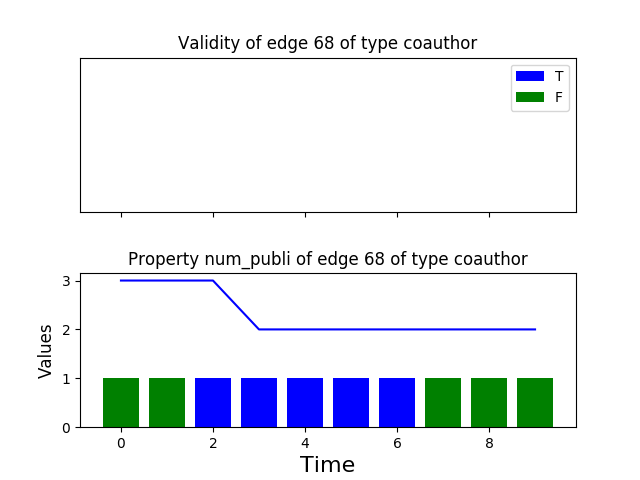 Validity of edge 68 of type coauthor
T
F
Property num_publi of edge 68 of type coauthor
3
2
1
0
Values
0 2 4 6 8
Time